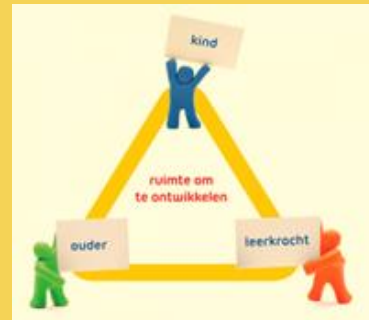 kind
ruimte om
te ontwikkelen
ouder
leerkracht